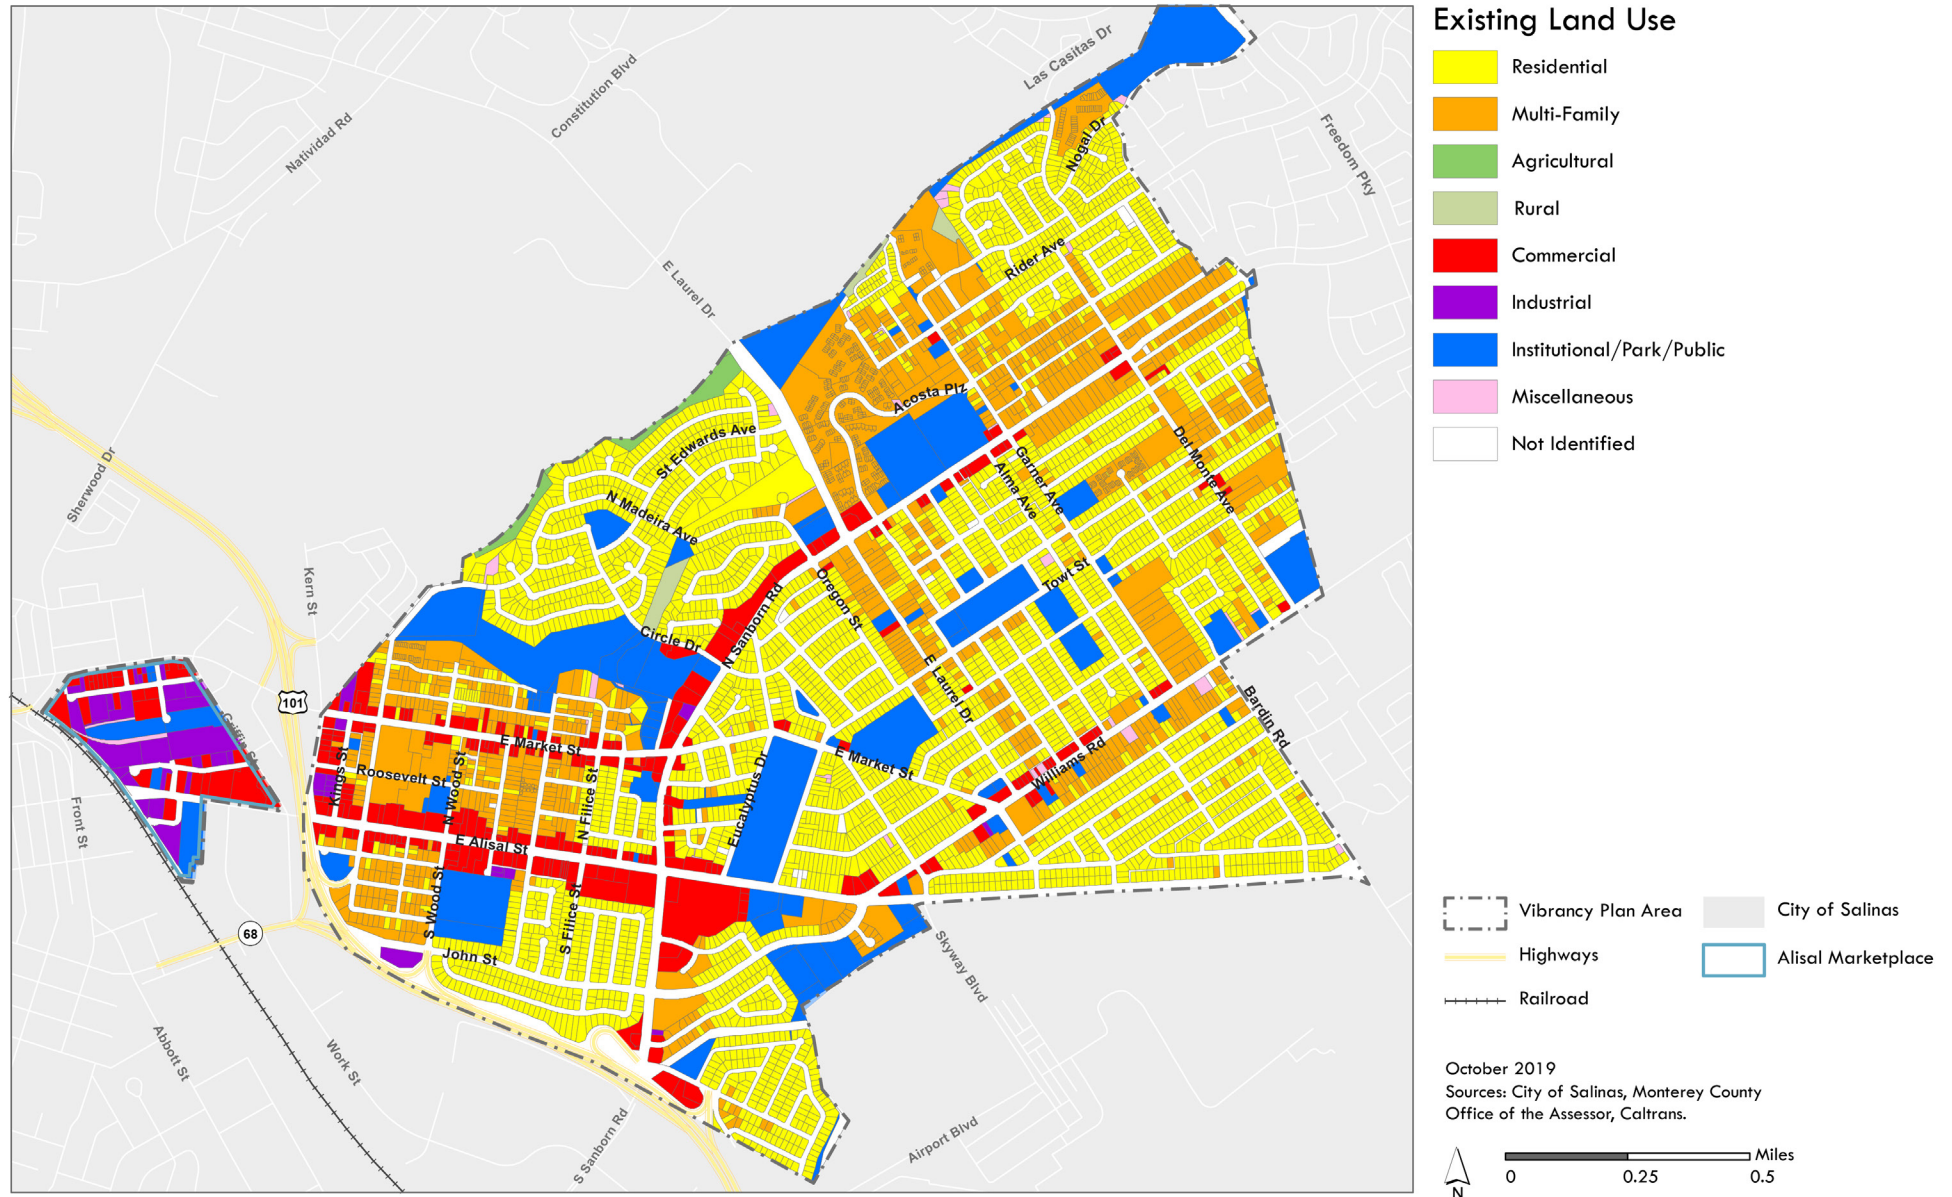 Existing Land Use
Residential
Multi-Family
Agricultural
Rural
Commercial
Industrial
Institutional/Park/Public
Miscellaneous
Not Identified
Vibrancy Plan Area
City of Salinas
Highways
Alisal Marketplace
Railroad
October 2019
Sources: City of Salinas, Monterey County
Office of the Assessor, Caltrans.
Miles
0
0.25
0.5
N
Las Casitas Dr
Constitution Blvd
Natividad Rd
Freedom Pky
Nogal Dr
E Laurel Dr
Rider Ave
Acosta Plz
St Edwards Ave
Sherwood Dr
N Madeira Ave
Del Monte Ave
Garner Ave
Alma Ave
Kern St
Towt St
Oregon St
N Sanborn Rd
Circle Dr
E Laurel Dr
101
Bardin Rd
Griffin St
E Market St
E Market St
Williams Rd
Kings St
Roosevelt St
N Wood St
N Filice St
Eucalyptus Dr
Front St
E Alisal St
S Wood St
S Filice St
68
John St
Skyway Blvd
Abbott St
Work St
S Sanborn Rd
Airport Blvd